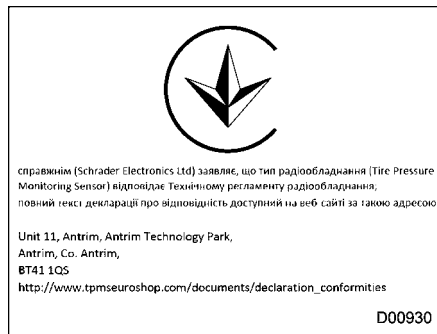 справжнім (Schrader Electronics Ltd) заявляє, що тип радіообладнання (Tire Pressure
Monitoring Sensor) відповідає Технічному регламенту радіообладнання;
повний текст декларації про відповідність доступний на веб-сайті за такою адресою
Unit 11, Antrim, Antrim Technology Park,
Antrim, Co. Antrim,
BT41 1QS
http://www.tpmseuroshop.com/documents/declaration_conformities
D00930